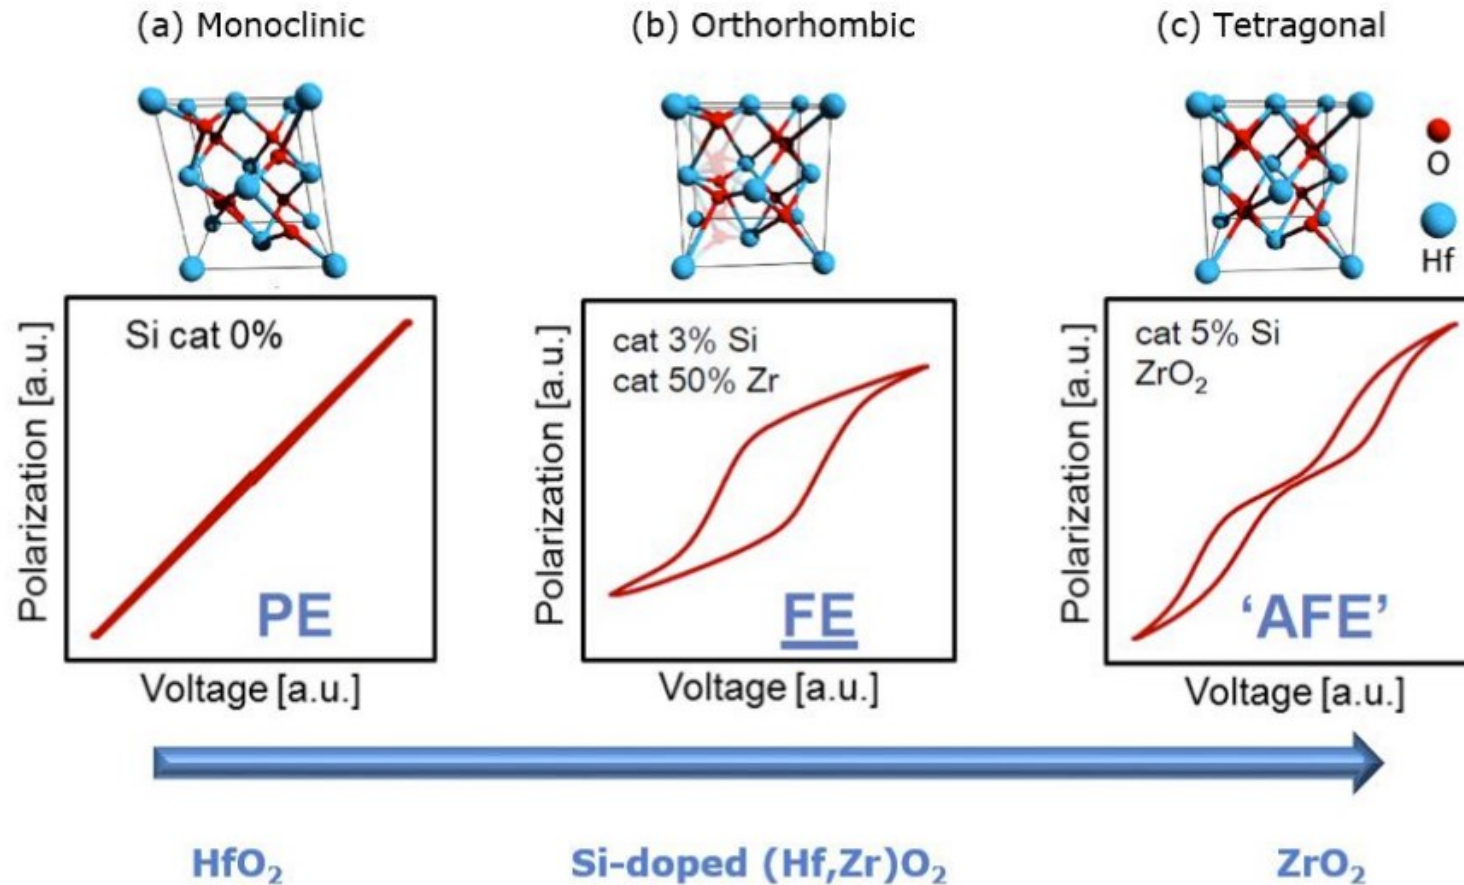 (a) Monoclinic
(b) Orthorhombic
(c) Tetragonal
O
Hf
Polarization [a.u.]
Si cat 0%
PE
Voltage [a.u.]
Polarization [a.u.]
cat 3% Si
cat 50% Zr
FE
Voltage [a.u.]
Polarization [a.u.]
cat 5% Si
ZrO₂
‘AFE’
Voltage [a.u.]
HfO₂
Si-doped (Hf,Zr)O₂
ZrO₂